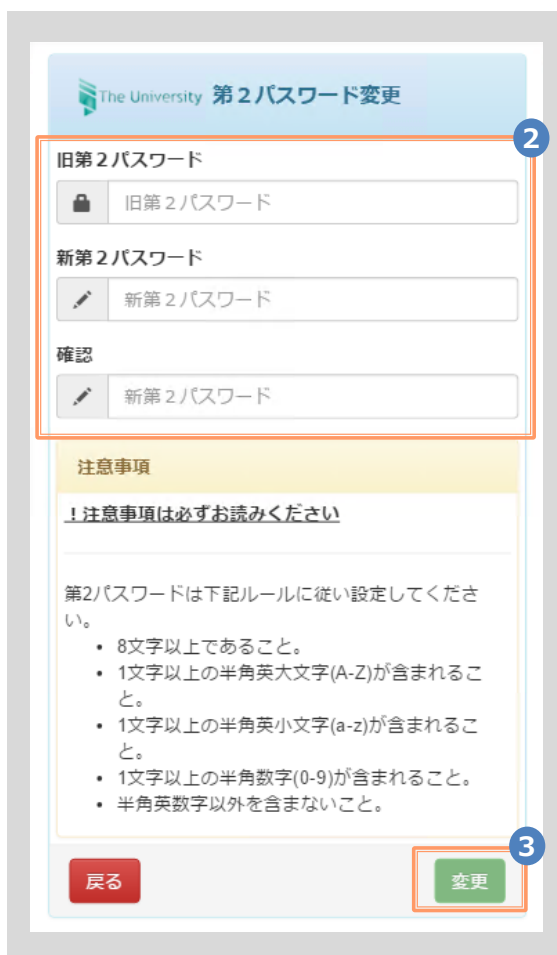 The University 第２パスワード変更
2
旧第２パスワード
旧第２パスワード
新第２パスワード
新第２パスワード
確認
新第２パスワード
注意事項
！注意事項は必ずお読みください
第2パスワードは下記ルールに従い設定してくださ
い。
• 8文字以上であること。
• 1文字以上の半角英大文字(A-Z)が含まれるこ
と。
• 1文字以上の半角英小文字(a-z)が含まれるこ
と。
• 1文字以上の半角数字(0-9)が含まれること。
• 半角英数字以外を含まないこと。
3
戻る
変更